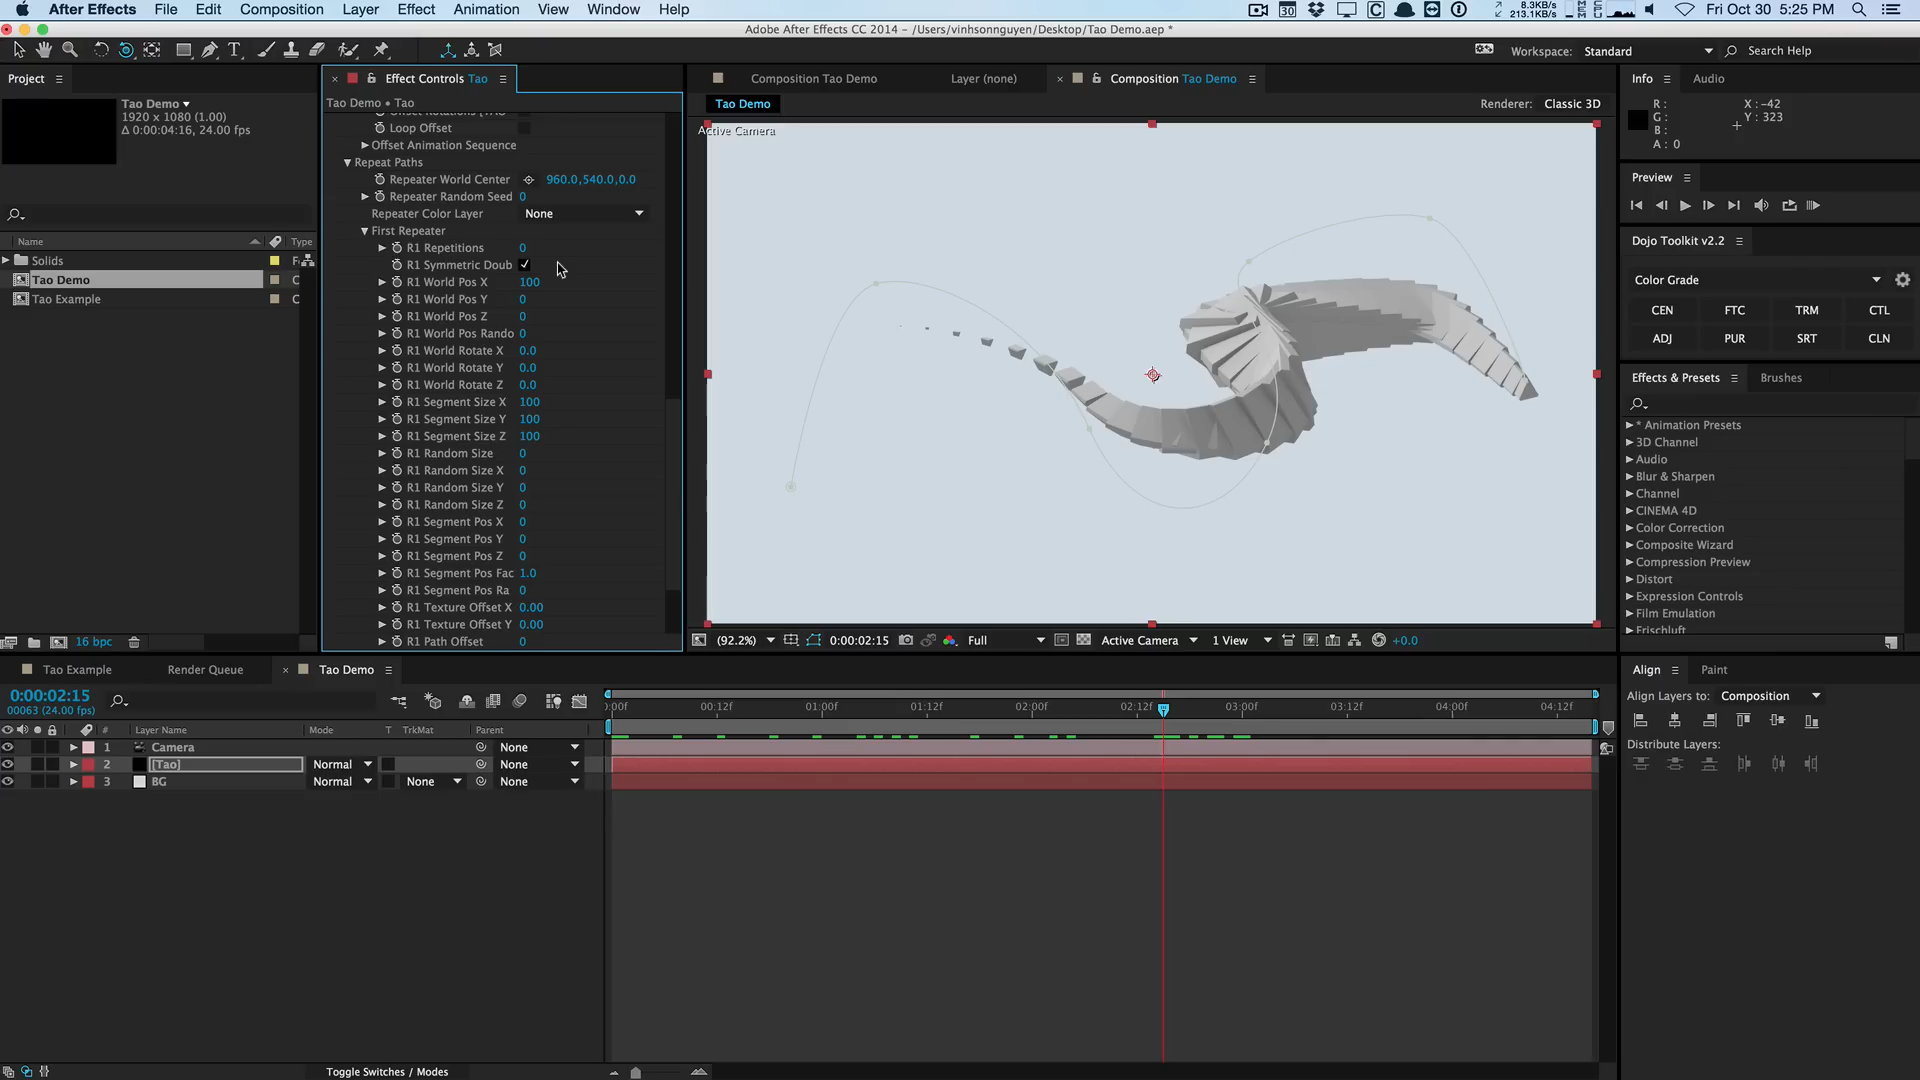 After Effects File Edit Composition Layer Effect Animation View Window Help
30 8.3KB/s 213.1KB/s Fri Oct 30 5:25 PM
Adobe After Effects CC 2014 - /Users/vinhsonnguyen/Desktop/Tao Demo.aep *
Workspace: Standard Search Help
Project
Tao Demo
1920 x 1080 (1.00)
Δ 0:00:04:16, 24.00 fps
Name Type
Solids F
Tao Demo C
Tao Example C
16 bpc
Effect Controls Tao
Tao Demo • Tao
Loop Offset
Offset Animation Sequence
Repeat Paths
Repeater World Center 960.0,540.0,0.0
Repeater Random Seed 0
Repeater Color Layer None
First Repeater
R1 Repetitions 0
R1 Symmetric Doub
R1 World Pos X 100
R1 World Pos Y 0
R1 World Pos Z 0
R1 World Pos Rando 0
R1 World Rotate X 0.0
R1 World Rotate Y 0.0
R1 World Rotate Z 0.0
R1 Segment Size X 100
R1 Segment Size Y 100
R1 Segment Size Z 100
R1 Random Size 0
R1 Random Size X 0
R1 Random Size Y 0
R1 Random Size Z 0
R1 Segment Pos X 0
R1 Segment Pos Y 0
R1 Segment Pos Z 0
R1 Segment Pos Fac 1.0
R1 Segment Pos Ra 0
R1 Texture Offset X 0.00
R1 Texture Offset Y 0.00
R1 Path Offset 0
Composition Tao Demo Layer (none) Composition Tao Demo
Tao Demo Renderer: Classic 3D
Active Camera
(92.2%) 0:00:02:15 Full Active Camera 1 View +0.0
Info Audio
R : X : -42
G : Y : 323
B :
A : 0
Preview
Dojo Toolkit v2.2
Color Grade
CEN FTC TRM CTL
ADJ PUR SRT CLN
Effects & Presets Brushes
* Animation Presets
3D Channel
Audio
Blur & Sharpen
Channel
CINEMA 4D
Color Correction
Composite Wizard
Compression Preview
Distort
Expression Controls
Film Emulation
Frischluft
Tao Example Render Queue Tao Demo
0:00:02:15
00063 (24.00 fps)
:00f 00:12f 01:00f 01:12f 02:00f 02:12f 03:00f 03:12f 04:00f 04:12f
# Layer Name Mode T TrkMat Parent
1 Camera None
2 [Tao] Normal None
3 BG Normal None None
Toggle Switches / Modes
Align Paint
Align Layers to: Composition
Distribute Layers: